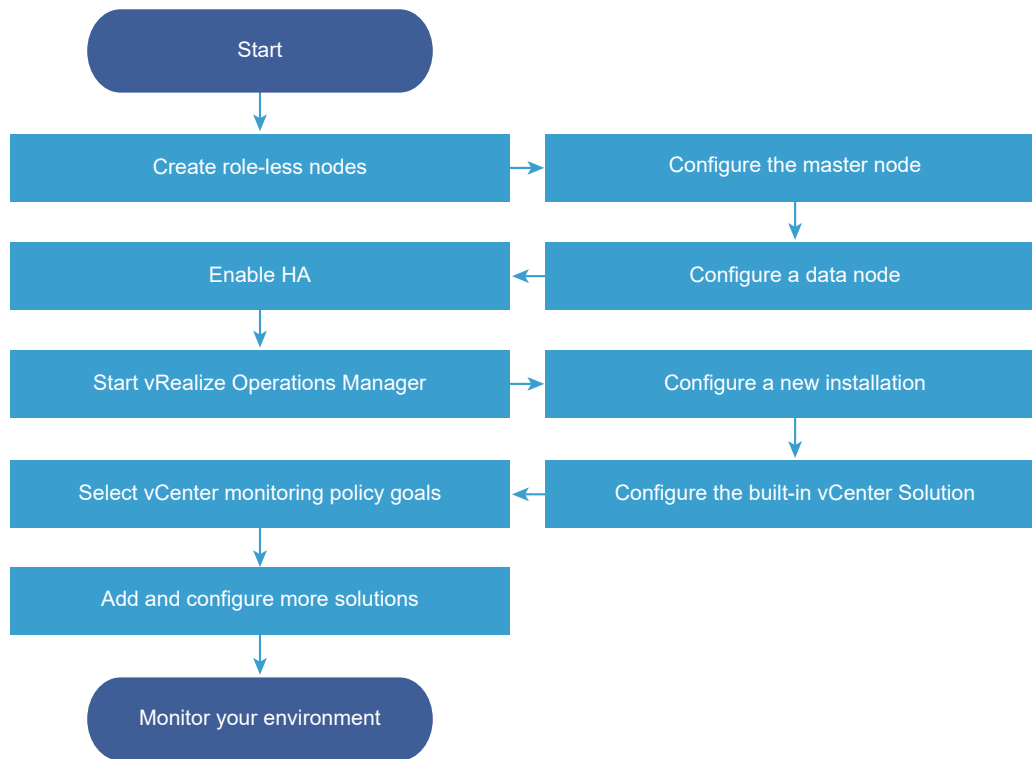 Start
Create role-less nodes
Configure the master node
Configure a data node
Enable HA
Start vRealize Operations Manager
Configure a new installation
Configure the built-in vCenter Solution
Select vCenter monitoring policy goals
Add and configure more solutions
Monitor your environment